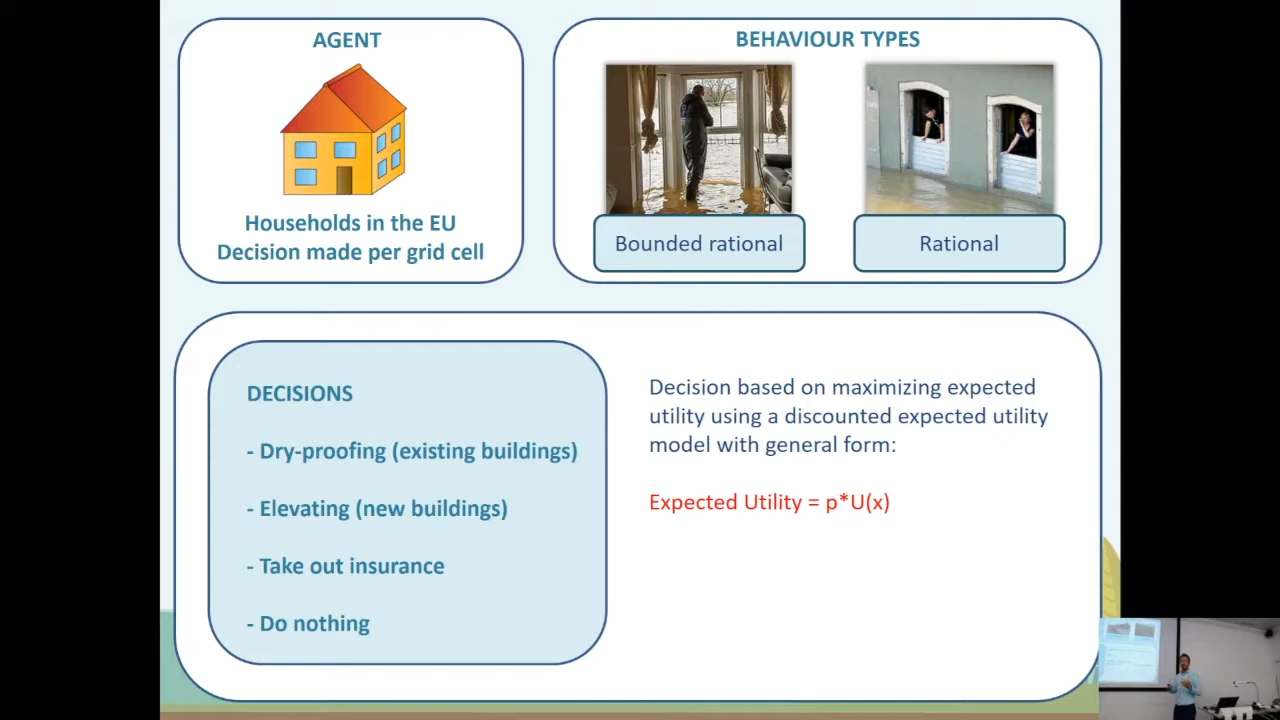 AGENT
Households in the EU
Decision made per grid cell
BEHAVIOUR TYPES
Bounded rational
Rational
DECISIONS
- Dry-proofing (existing buildings)
- Elevating (new buildings)
- Take out insurance
- Do nothing
Decision based on maximizing expected
utility using a discounted expected utility
model with general form:
Expected Utility = p*U(x)